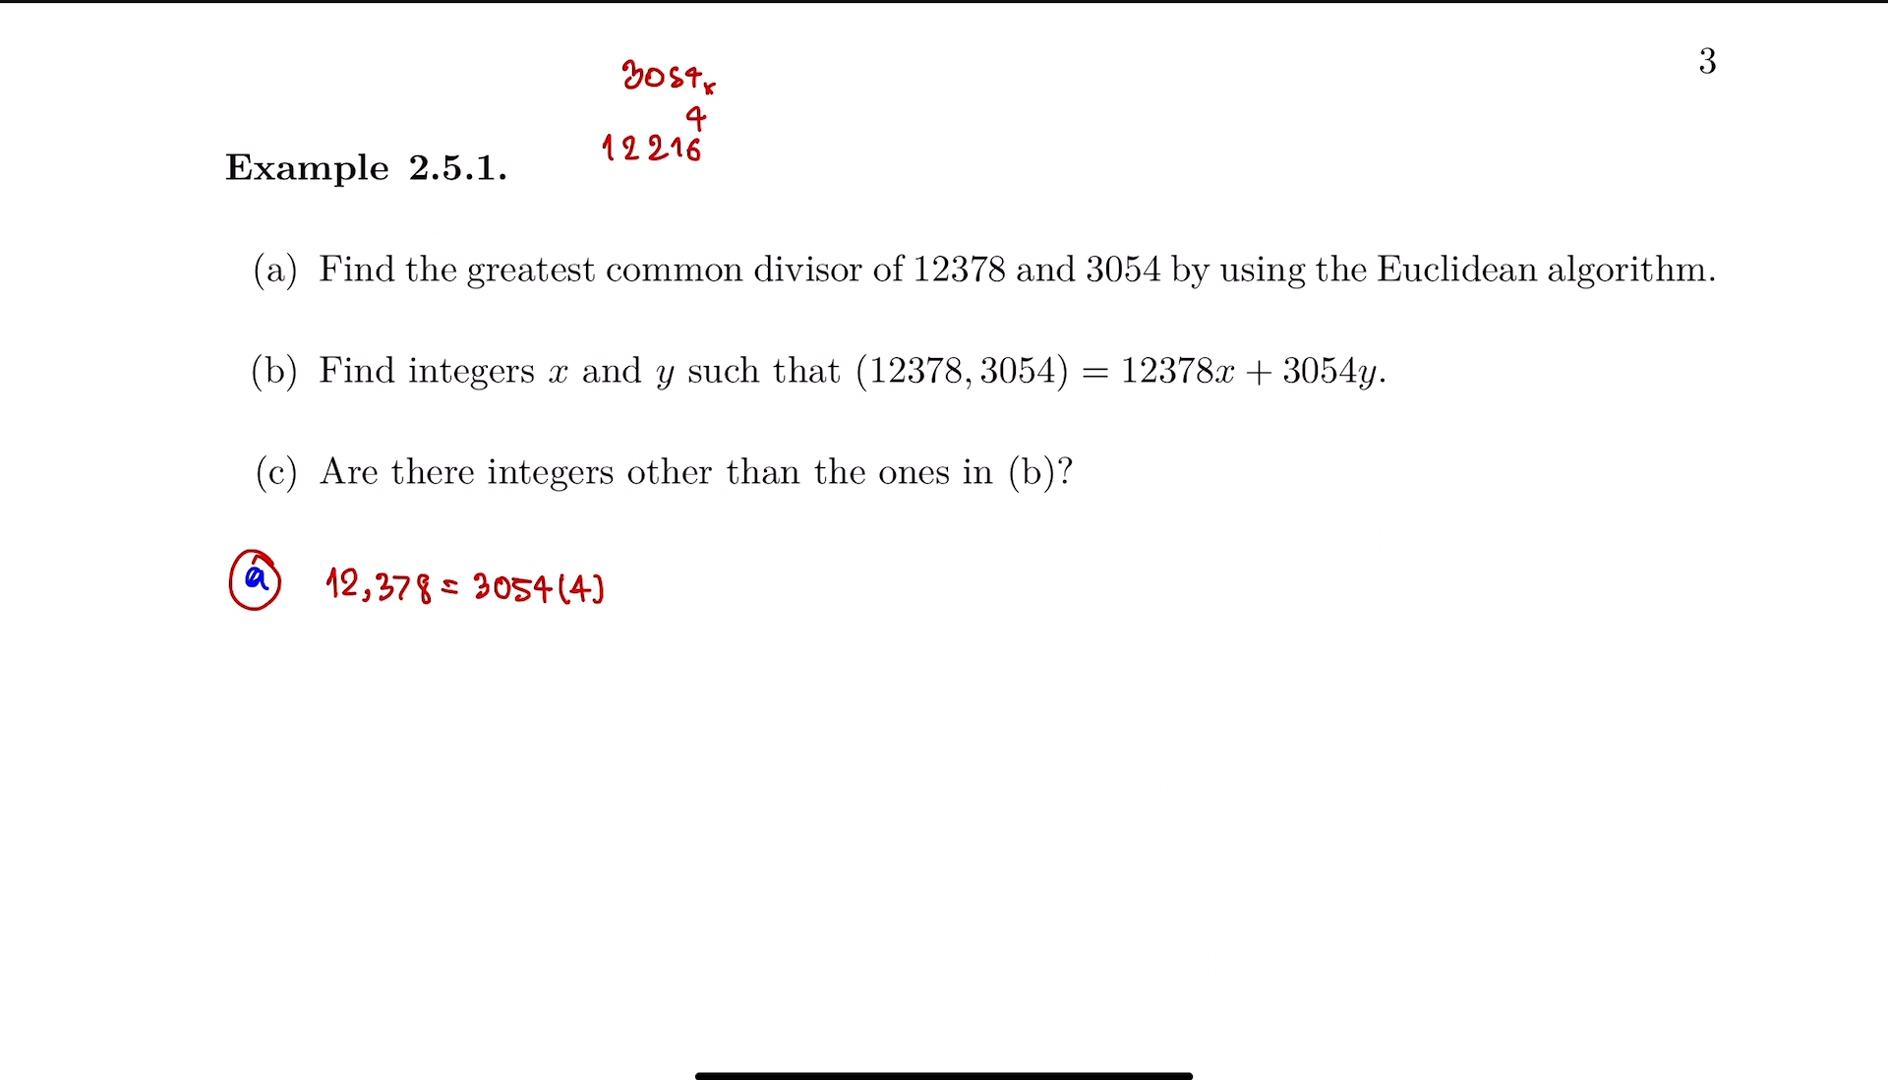 3
3054x
4
12216
Example 2.5.1.
(a) Find the greatest common divisor of 12378 and 3054 by using the Euclidean algorithm.
(b) Find integers x and y such that (12378, 3054) = 12378x + 3054y.
(c) Are there integers other than the ones in (b)?
a 12,378 = 3054(4)